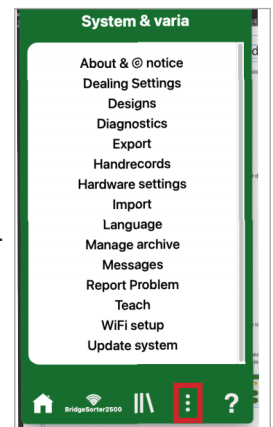 System & varia
About & © notice
Dealing Settings
Designs
Diagnostics
Export
Handrecords
Hardware settings
Import
Language
Manage archive
Messages
Report Problem
Teach
WiFi setup
Update system
BridgeSorter2500
?